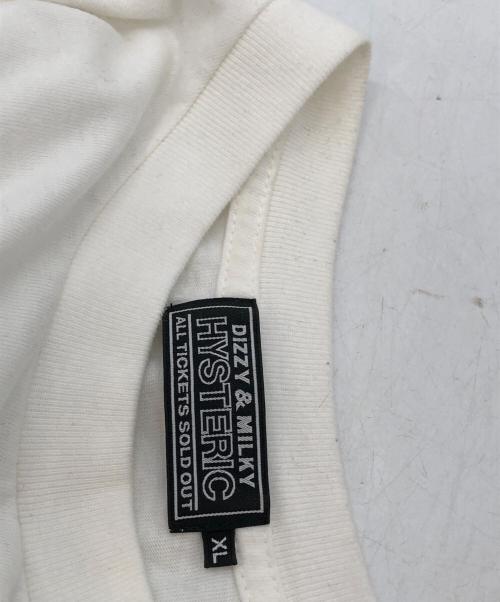 DIZZY & MILKY
HYSTERIC
ALL TICKETS SOLD OUT
XL